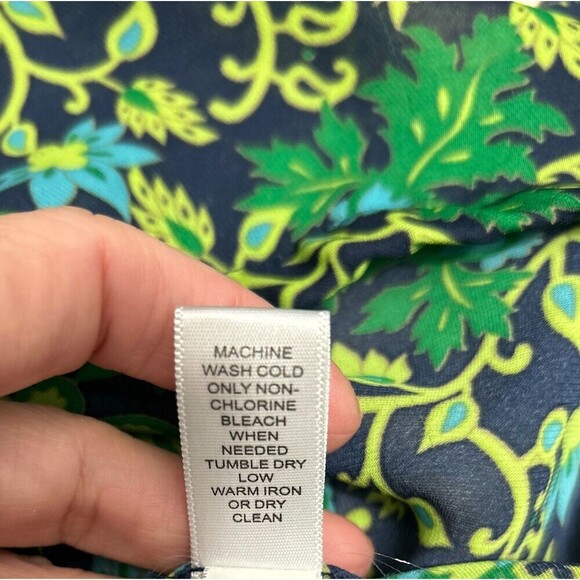 MACHINE
WASH COLD
ONLY NON-
CHLORINE
BLEACH
WHEN
NEEDED
TUMBLE DRY
LOW
WARM IRON
OR DRY
CLEAN